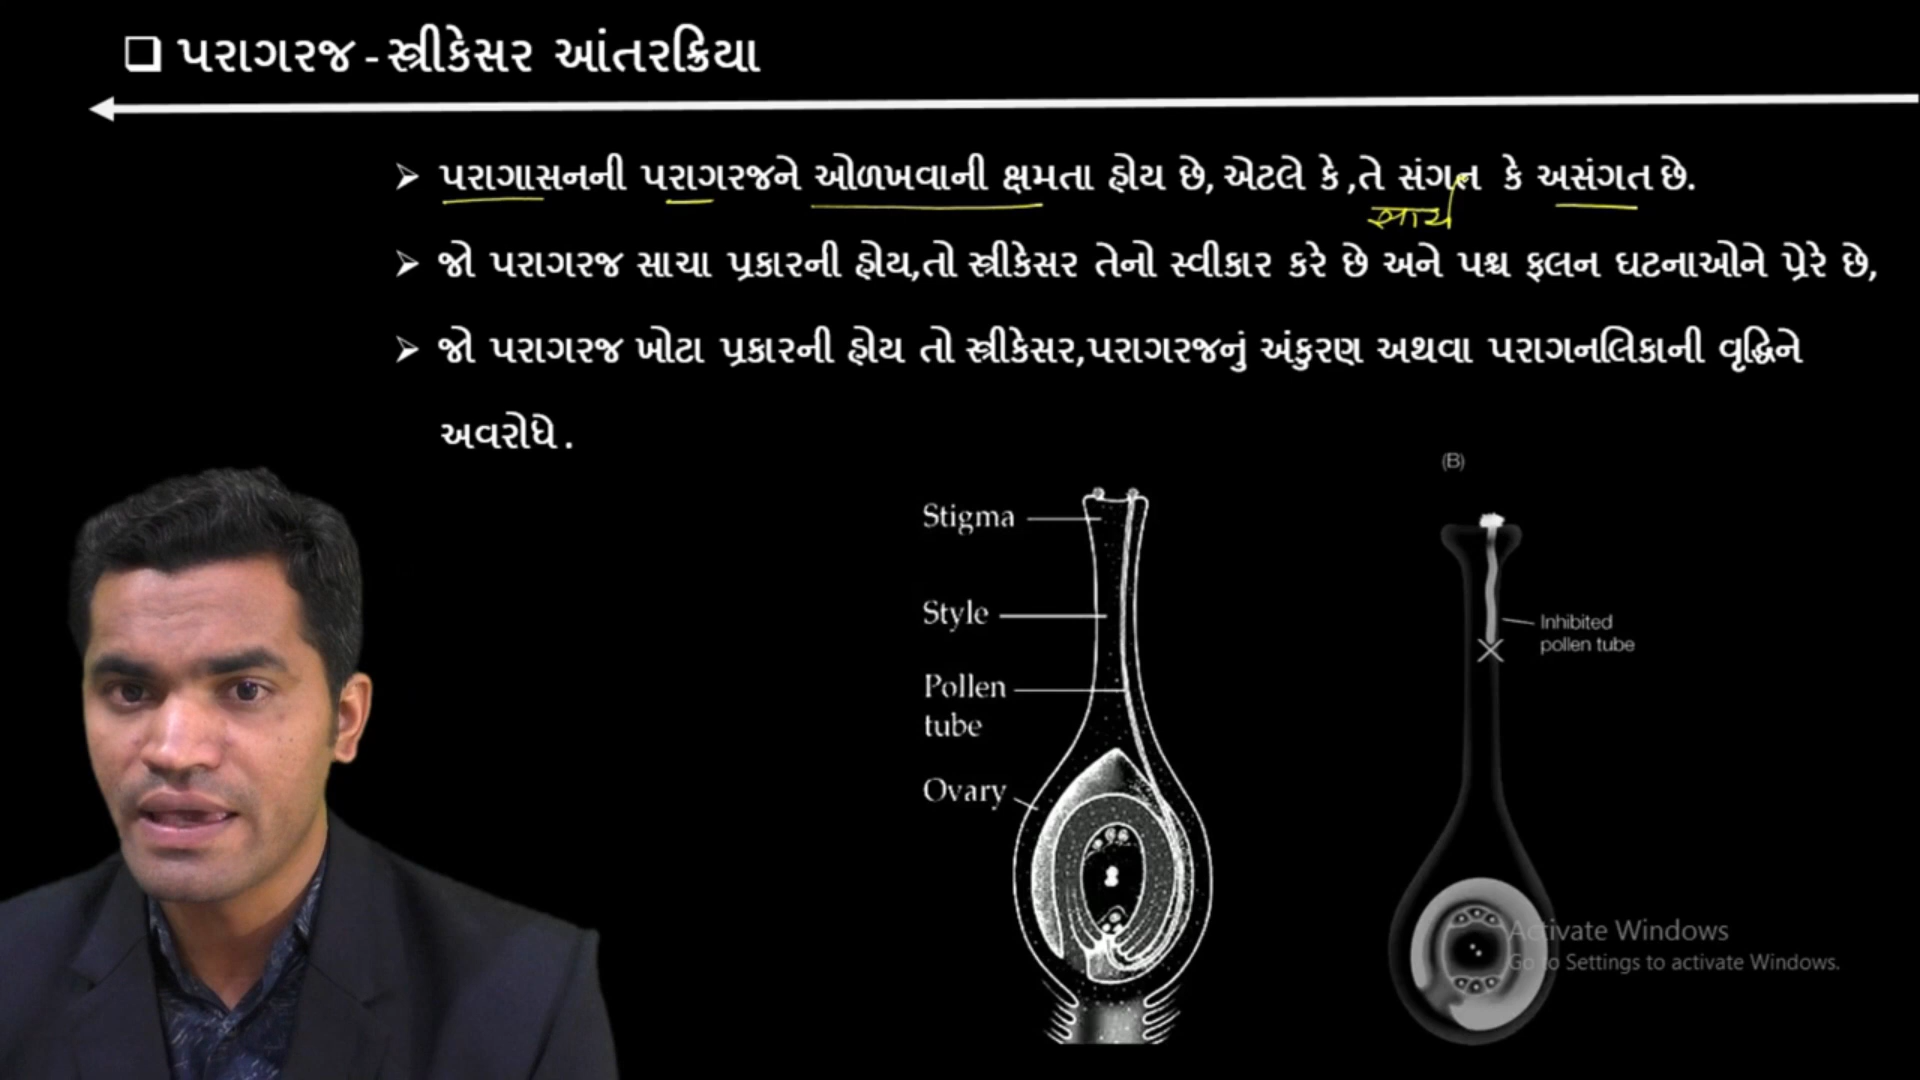 ❑ પરાગરજ - સ્ત્રીકેસર આંતરક્રિયા
➢ પરાગાસનની પરાગરજને ઓળખવાની ક્ષમતા હોય છે, એટલે કે ,તે સંગત કે અસંગત છે.
➢ જો પરાગરજ સાચા પ્રકારની હોય,તો સ્ત્રીકેસર તેનો સ્વીકાર કરે છે અને પશ્ચ ફલન ઘટનાઓને પ્રેરે છે,
➢ જો પરાગરજ ખોટા પ્રકારની હોય તો સ્ત્રીકેસર,પરાગરજનું અંકુરણ અથવા પરાગનલિકાની વૃદ્ધિને
અવરોધે .
(B)
Stigma
Style
Pollen
tube
Ovary
Inhibited
pollen tube
Activate Windows
Go to Settings to activate Windows.